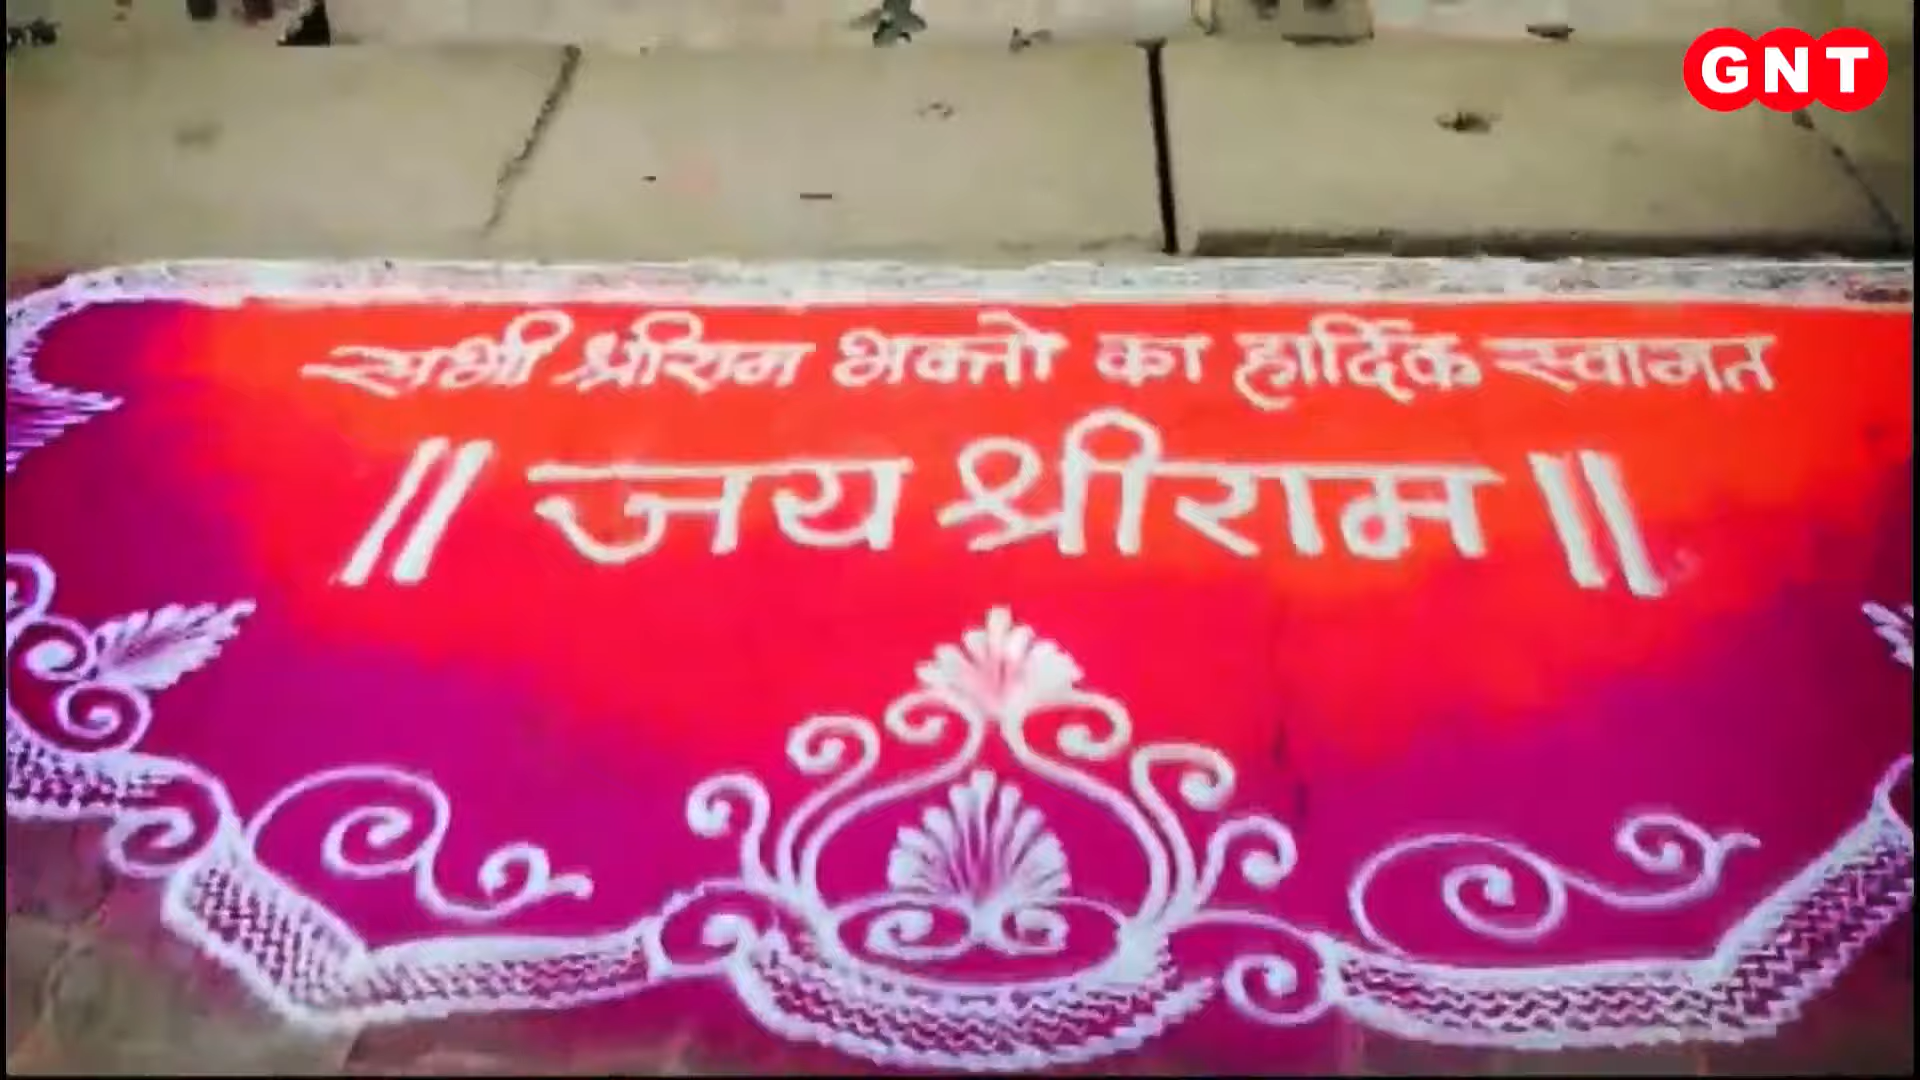 GNT
सभी श्रीराम भक्तो का हार्दिक स्वागत
॥ जय श्रीराम ॥